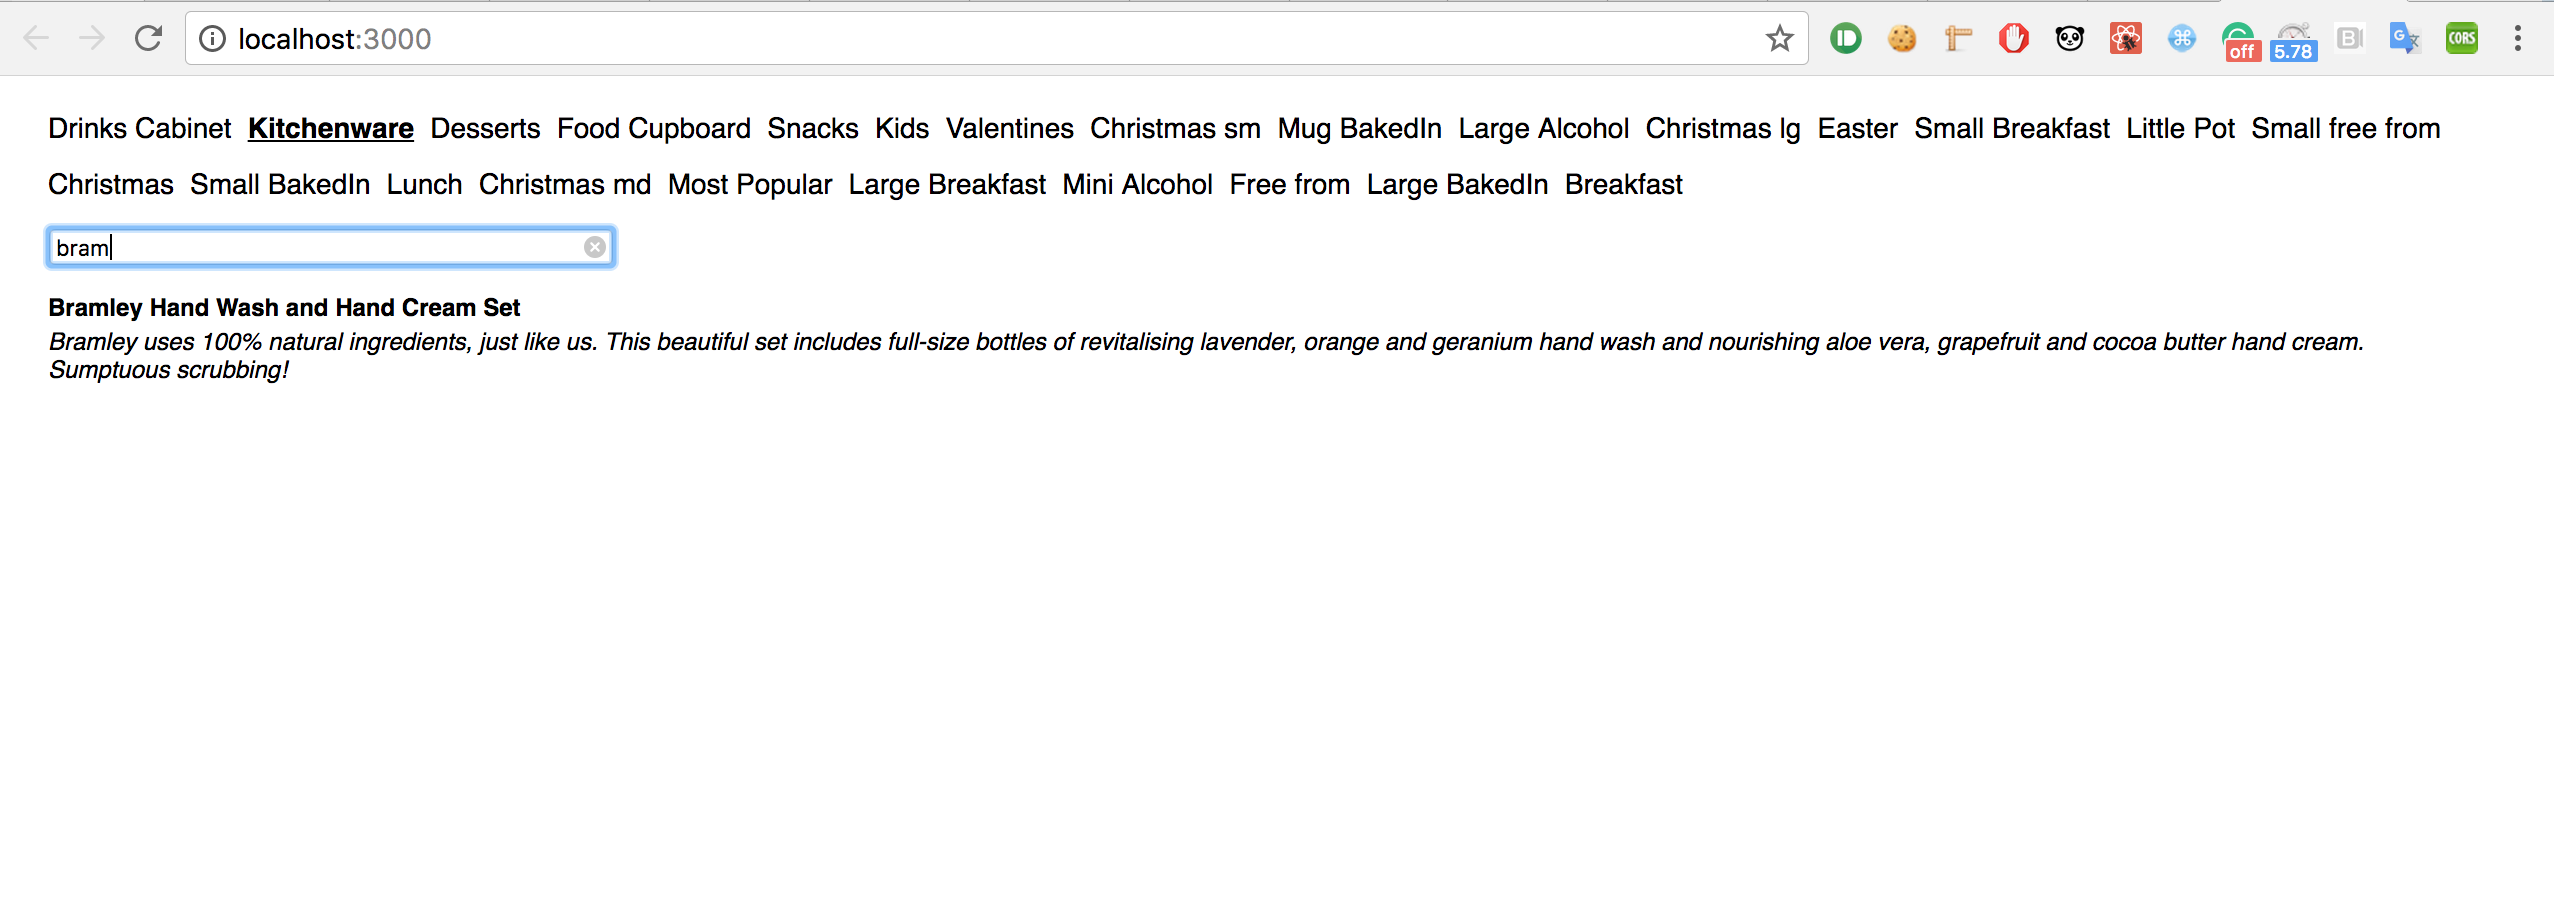 localhost:3000
off
5.78
B
G
CORS
Drinks Cabinet Kitchenware Desserts Food Cupboard Snacks Kids Valentines Christmas sm Mug BakedIn Large Alcohol Christmas lg Easter Small Breakfast Little Pot Small free from
Christmas Small BakedIn Lunch Christmas md Most Popular Large Breakfast Mini Alcohol Free from Large BakedIn Breakfast
bram
Bramley Hand Wash and Hand Cream Set
Bramley uses 100% natural ingredients, just like us. This beautiful set includes full-size bottles of revitalising lavender, orange and geranium hand wash and nourishing aloe vera, grapefruit and cocoa butter hand cream.
Sumptuous scrubbing!